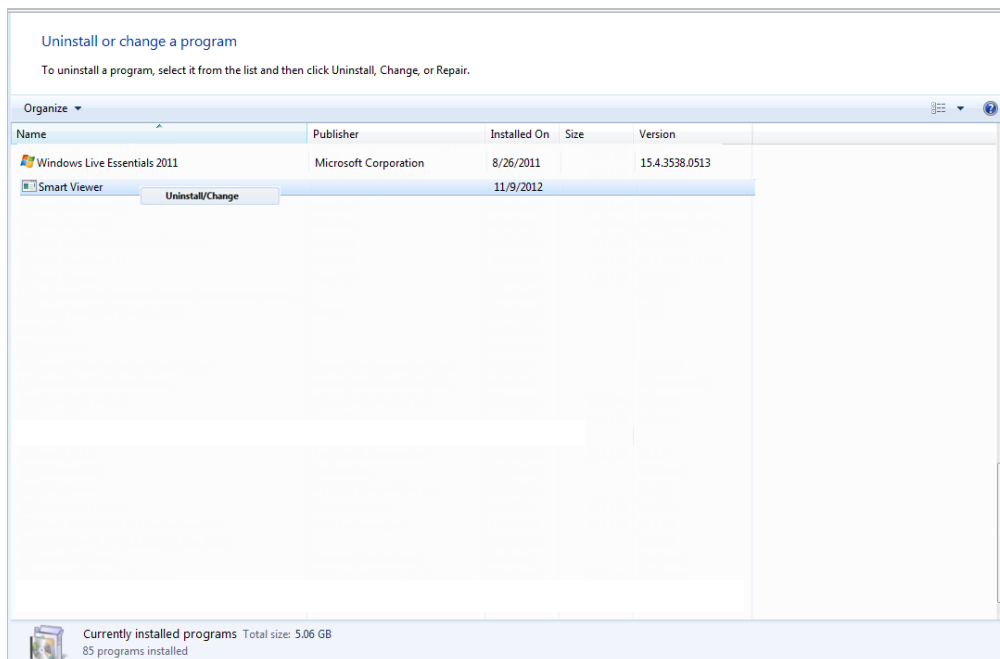 Uninstall or change a program
To uninstall a program, select it from the list and then click Uninstall, Change, or Repair.
Organize
Name Publisher Installed On Size Version
Windows Live Essentials 2011 Microsoft Corporation 8/26/2011 15.4.3538.0513
Smart Viewer 11/9/2012
Uninstall/Change
Currently installed programs Total size: 5.06 GB
85 programs installed